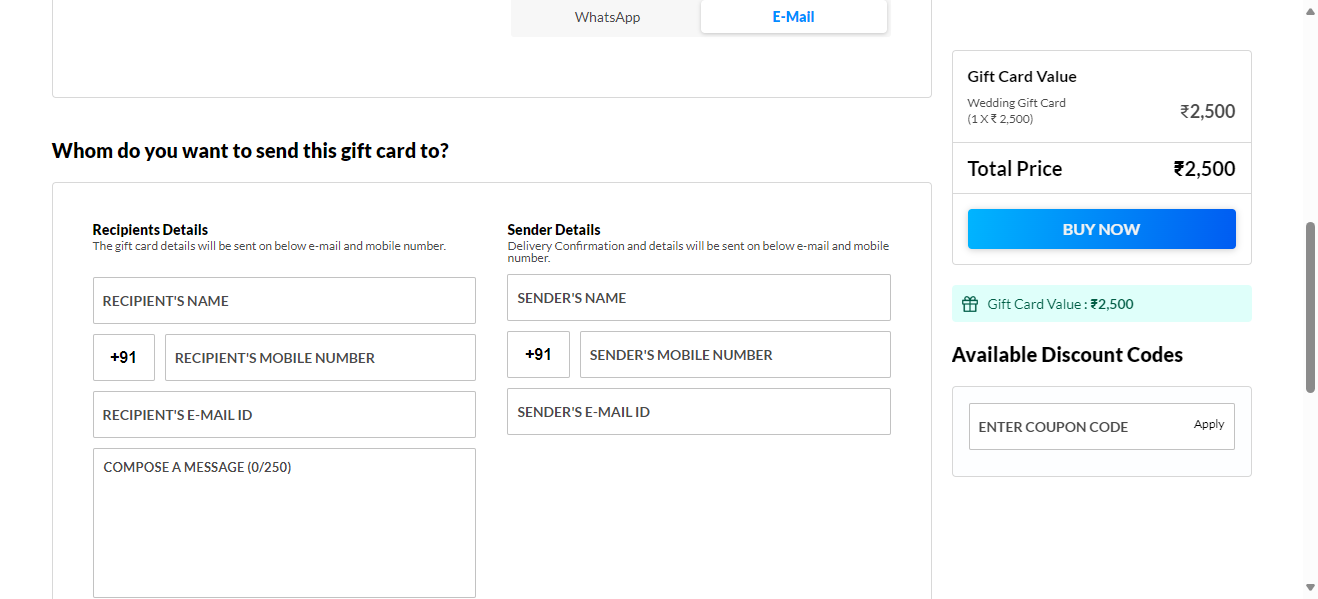 WhatsApp
E-Mail
Whom do you want to send this gift card to?
Recipients Details
The gift card details will be sent on below e-mail and mobile number.
RECIPIENT'S NAME
+91
RECIPIENT'S MOBILE NUMBER
RECIPIENT'S E-MAIL ID
COMPOSE A MESSAGE (0/250)
Sender Details
Delivery Confirmation and details will be sent on below e-mail and mobile
number.
SENDER'S NAME
+91
SENDER'S MOBILE NUMBER
SENDER'S E-MAIL ID
Gift Card Value
Wedding Gift Card
(1 X ₹ 2,500)
₹2,500
Total Price
₹2,500
BUY NOW
Gift Card Value : ₹2,500
Available Discount Codes
ENTER COUPON CODE
Apply